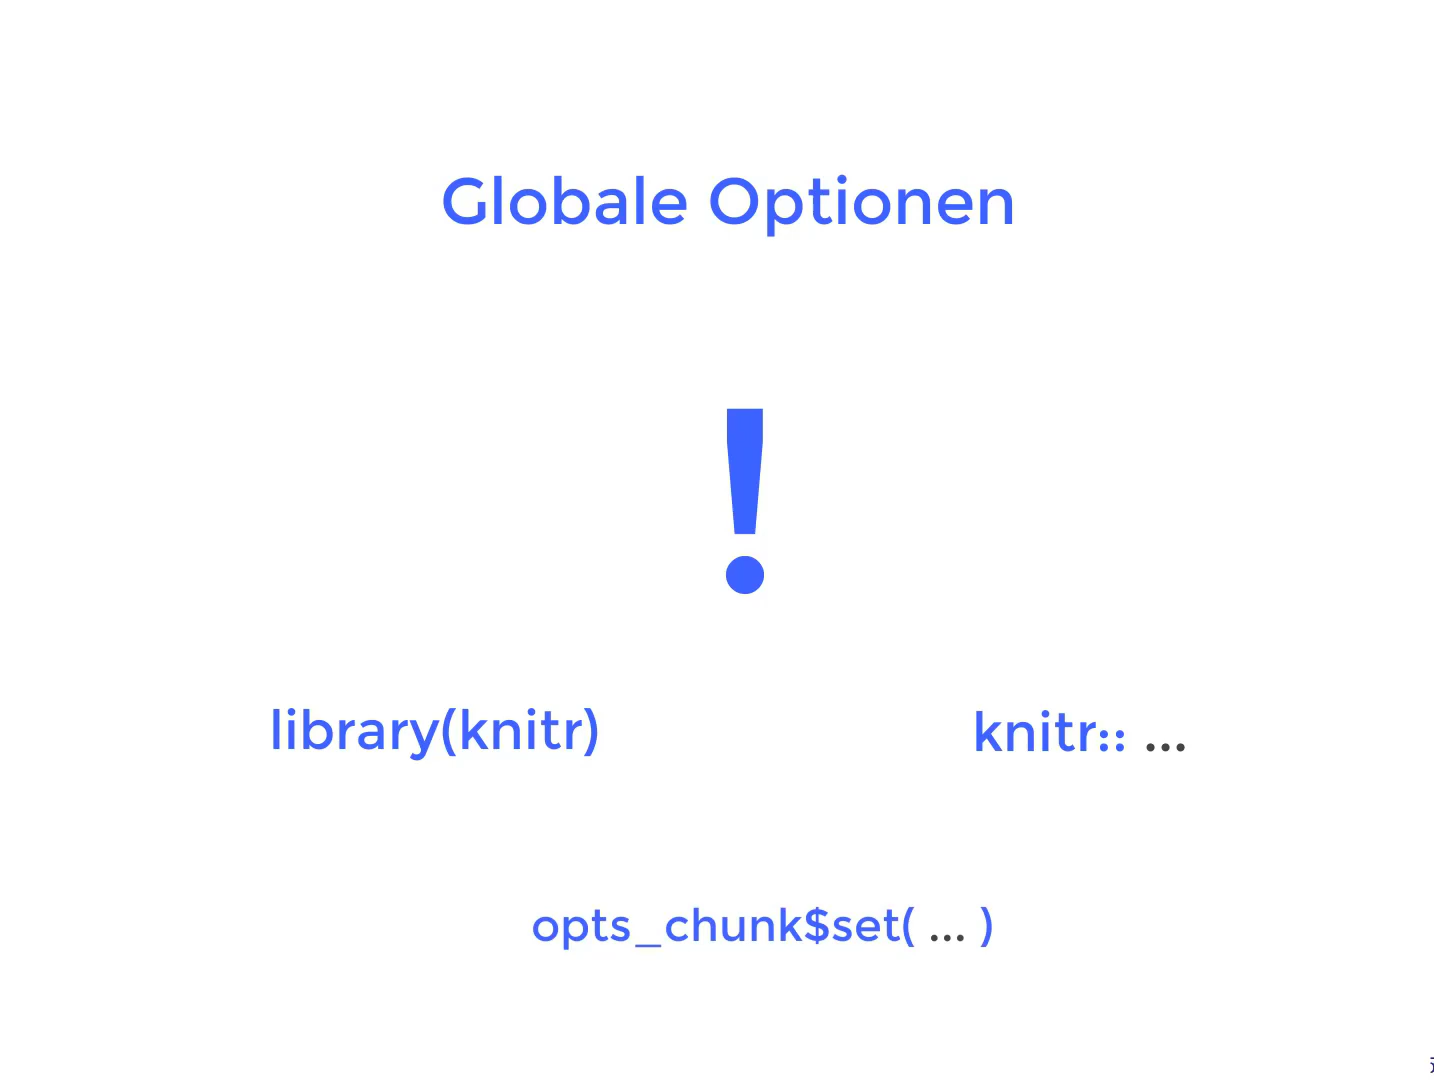 Globale Optionen
!
library(knitr)
knitr:: ...
opts_chunk$set( ... )